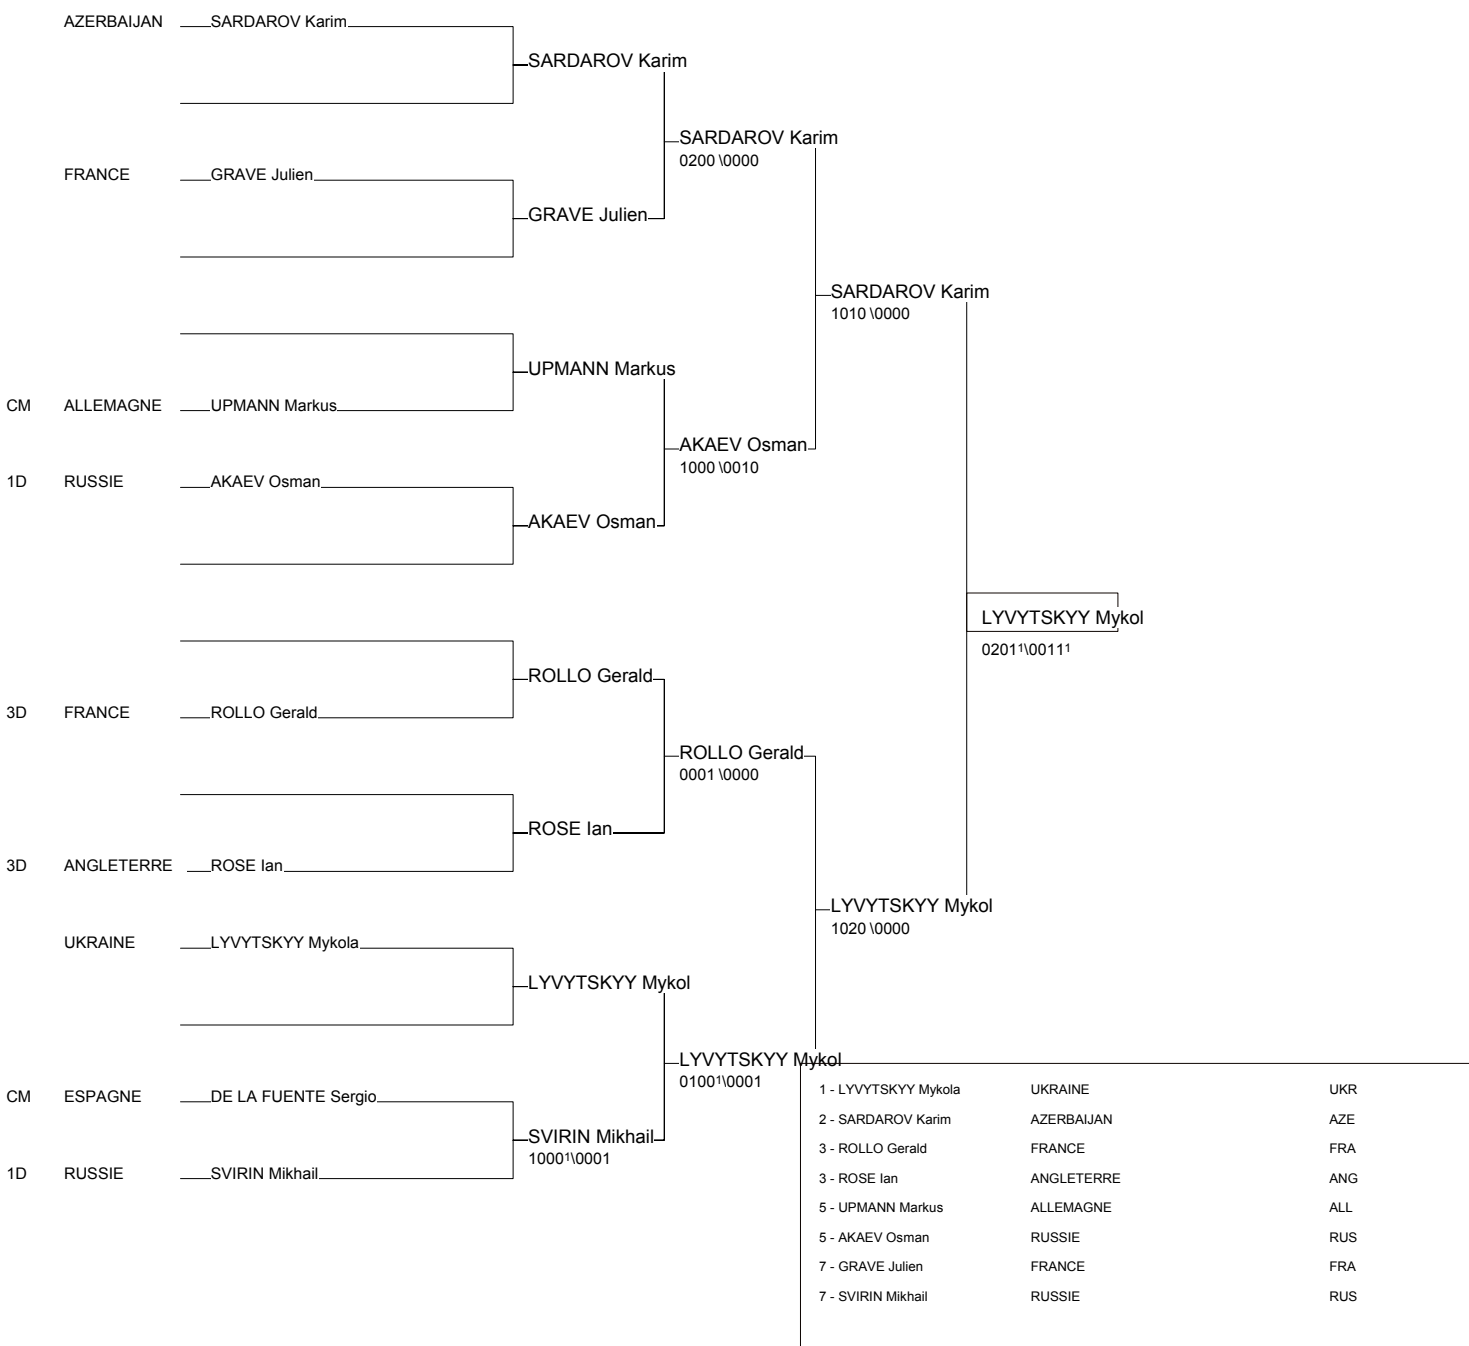 AZERBAIJAN SARDAROV Karim
SARDAROV Karim
SARDAROV Karim
0200 \0000
FRANCE GRAVE Julien
GRAVE Julien
SARDAROV Karim
1010 \0000
UPMANN Markus
CM ALLEMAGNE UPMANN Markus
AKAEV Osman
1000 \0010
1D RUSSIE AKAEV Osman
AKAEV Osman
LYVYTSKYY Mykol
0201¹\0011¹
ROLLO Gerald
3D FRANCE ROLLO Gerald
ROLLO Gerald
0001 \0000
ROSE Ian
3D ANGLETERRE ROSE Ian
LYVYTSKYY Mykol
1020 \0000
UKRAINE LYVYTSKYY Mykola
LYVYTSKYY Mykol
LYVYTSKYY Mykol
0100¹\0001
CM ESPAGNE DE LA FUENTE Sergio
SVIRIN Mikhail
1000¹\0001
1D RUSSIE SVIRIN Mikhail
1 - LYVYTSKYY Mykola UKRAINE UKR
2 - SARDAROV Karim AZERBAIJAN AZE
3 - ROLLO Gerald FRANCE FRA
3 - ROSE Ian ANGLETERRE ANG
5 - UPMANN Markus ALLEMAGNE ALL
5 - AKAEV Osman RUSSIE RUS
7 - GRAVE Julien FRANCE FRA
7 - SVIRIN Mikhail RUSSIE RUS